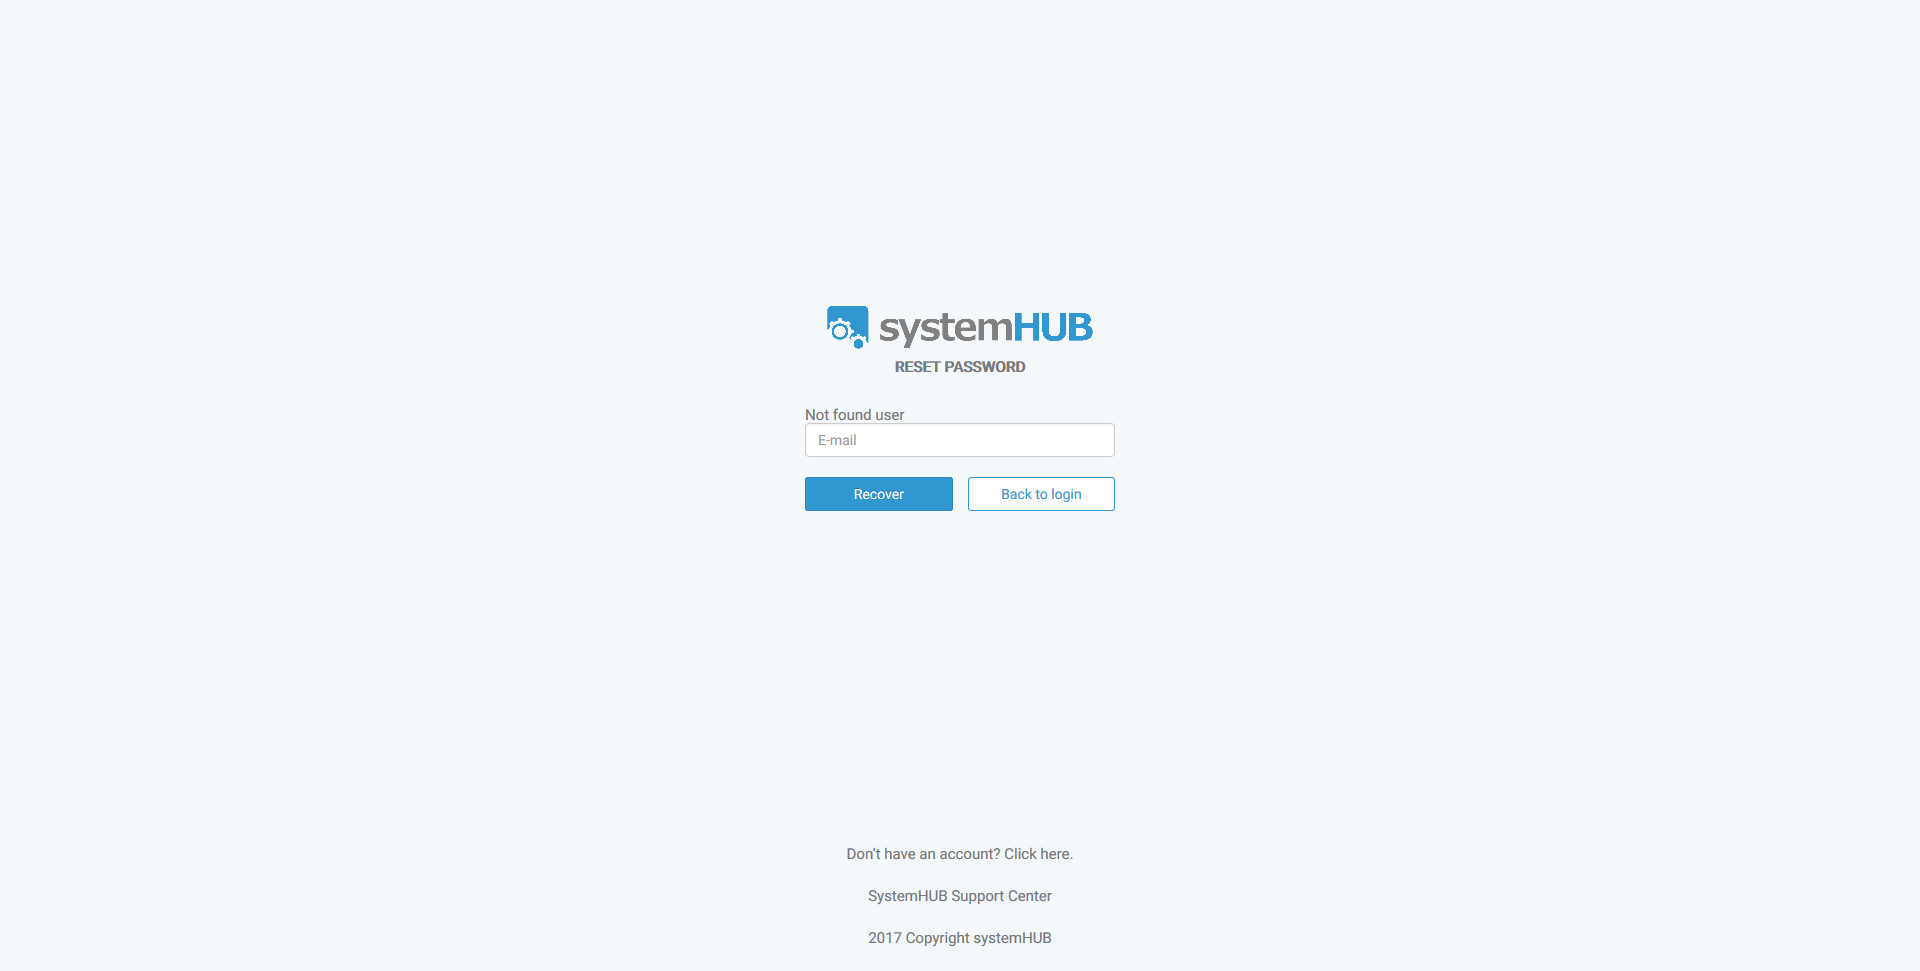 systemHUB
RESET PASSWORD
Not found user
E-mail
Recover
Back to login
Don't have an account? Click here.
SystemHUB Support Center
2017 Copyright systemHUB